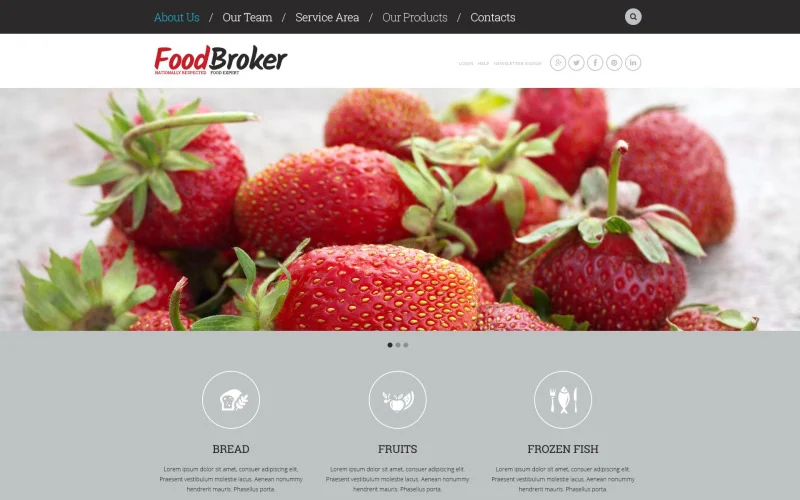 About Us / Our Team / Service Area / Our Products / Contacts
FoodBroker
NATIONALLY RESPECTED FOOD EXPERT
LOGIN HELP NEWSLETTER SIGNUP
BREAD FRUITS FROZEN FISH
Lorem ipsum dolor sit amet, consuer adipiscing elit. Lorem ipsum dolor sit amet, consuer adipiscing elit. Lorem ipsum dolor sit amet, consuer adipiscing elit.
Praesent vestibulum molestie lacus. Aenean nonummy Praesent vestibulum molestie lacus. Aenean nonummy Praesent vestibulum molestie lacus. Aenean nonummy
hendrerit mauris. Phasellus porta. hendrerit mauris. Phasellus porta. hendrerit mauris. Phasellus porta.